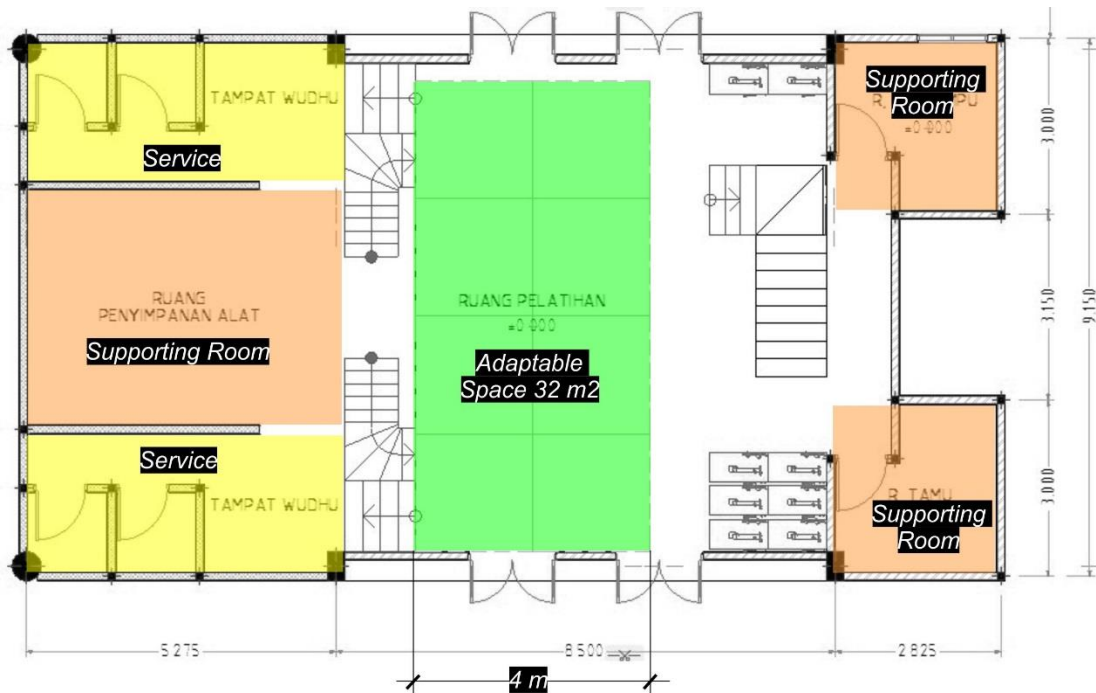 TAMPAT WUDHU
Service
Supporting
Room
=0.000
3.000
RUANG
PENYIMPANAN ALAT
Supporting Room
RUANG PELATIHAN
=0.000
Adaptable
Space 32 m2
3.150
9.150
Service
TAMPAT WUDHU
R. TAMU
Supporting
Room
3.000
5.275
8.500
2.825
4 m